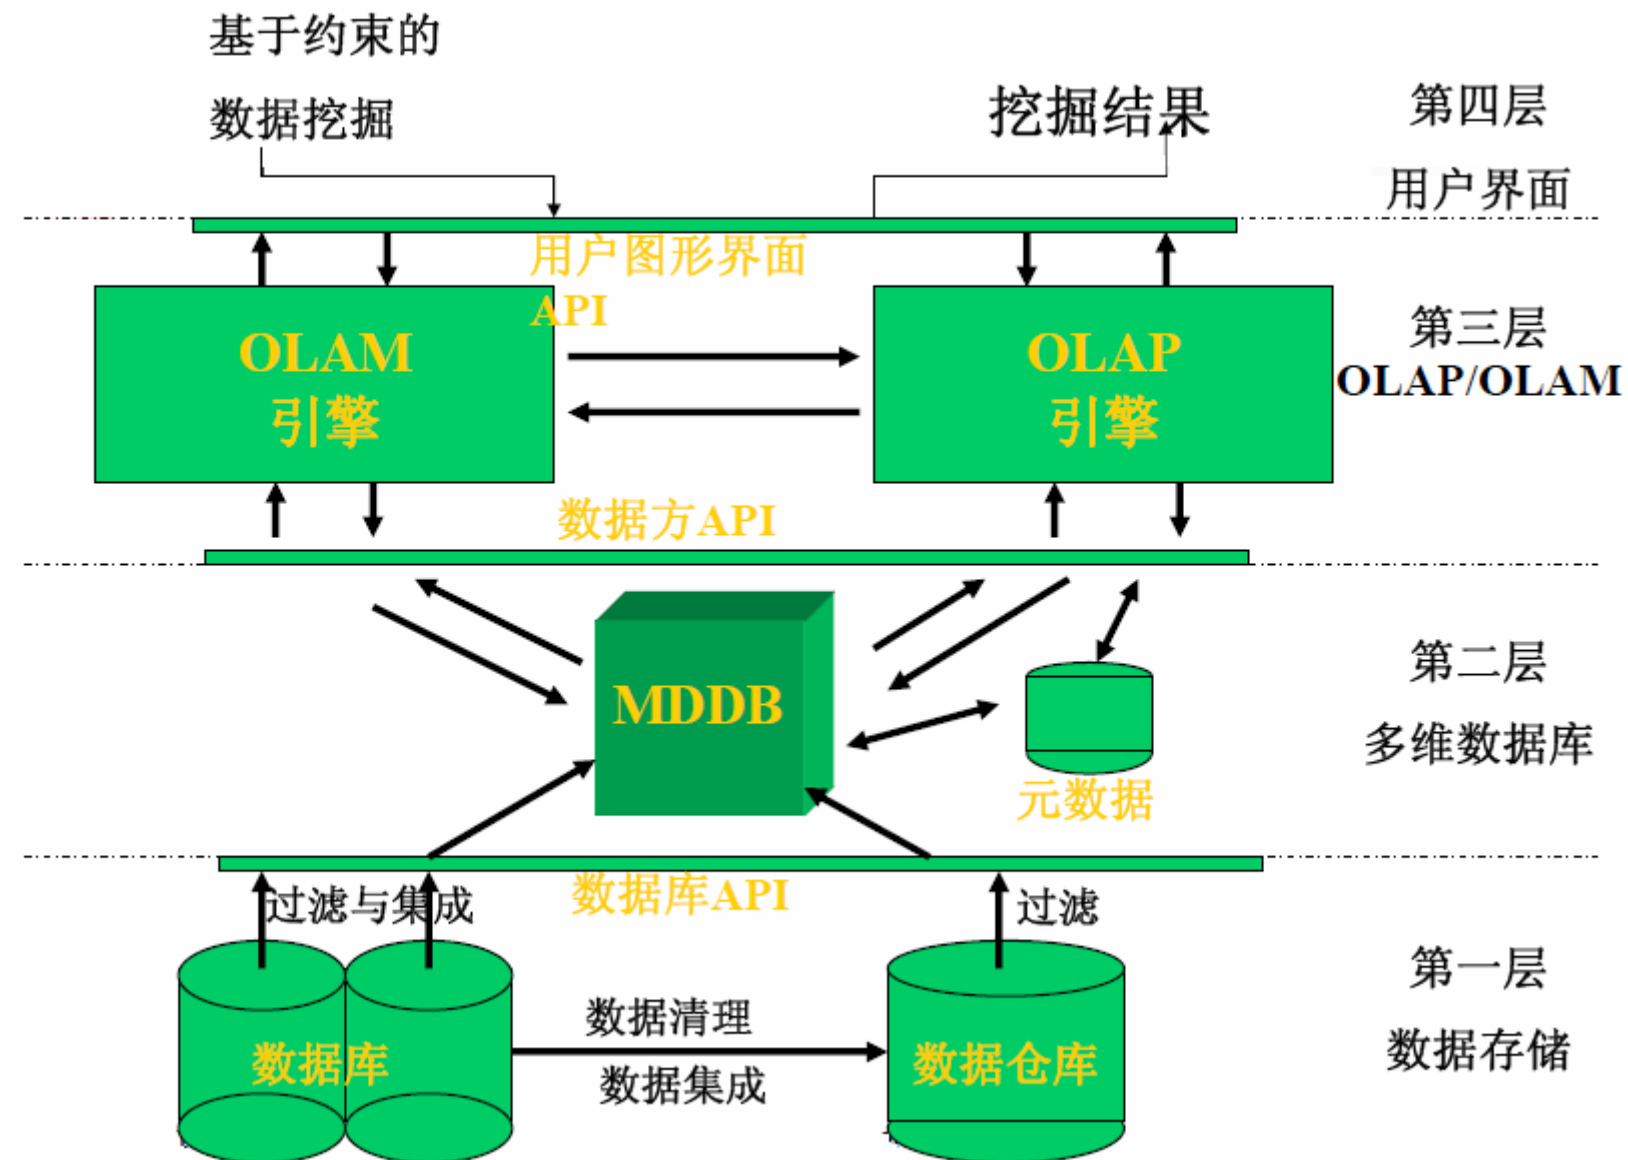 基于约束的
数据挖掘
挖掘结果
第四层
用户界面
用户图形界面
API
OLAM
引擎
OLAP
引擎
第三层
OLAP/OLAM
数据方API
MDDB
元数据
第二层
多维数据库
数据库API
过滤与集成
过滤
数据库
数据清理
数据集成
数据仓库
第一层
数据存储